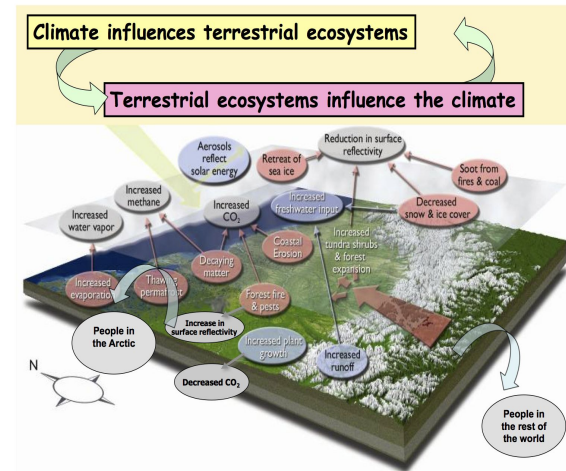 Climate influences terrestrial ecosystems
Terrestrial ecosystems influence the climate
Aerosols
reflect
solar energy
Retreat of
sea ice
Reduction in surface
reflectivity
Soot from
fires & coal
Increased
methane
Increased
water vapor
Increased
CO2
Increased
freshwater input
Decreased
snow & ice cover
Increased
tundra shrubs
& forest
expansion
Coastal
Erosion
Decaying
matter
Increased
evaporation
Thawing
permafrost
Forest fire
& pests
People in
the Arctic
Increase in
surface reflectivity
Increased plant
growth
Increased
runoff
Decreased CO2
N
People in
the rest of
the world